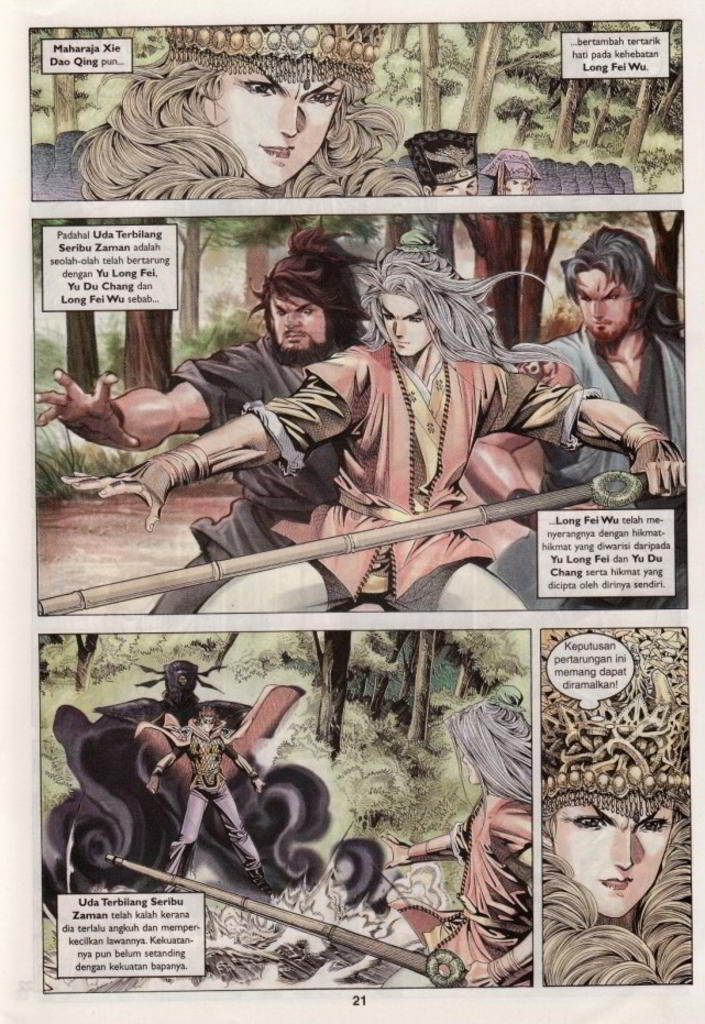 Maharaja Xie
Dao Qing pun...
...bertambah tertarik
hati pada kehebatan
Long Fei Wu.
Padahal Uda Terbilang
Seribu Zaman adalah
seolah-olah telah bertarung
dengan Yu Long Fei,
Yu Du Chang dan
Long Fei Wu sebab...
...Long Fei Wu telah me-
nyerangnya dengan hikmat-
hikmat yang diwarisi daripada
Yu Long Fei dan Yu Du
Chang serta hikmat yang
dicipta oleh dirinya sendiri.
Uda Terbilang Seribu
Zaman telah kalah kerana
dia terlalu angkuh dan memper-
kecilkan lawannya. Kekuatan-
nya pun belum setanding
dengan kekuatan bapanya.
Keputusan
pertarungan ini
memang dapat
diramalkan!
21